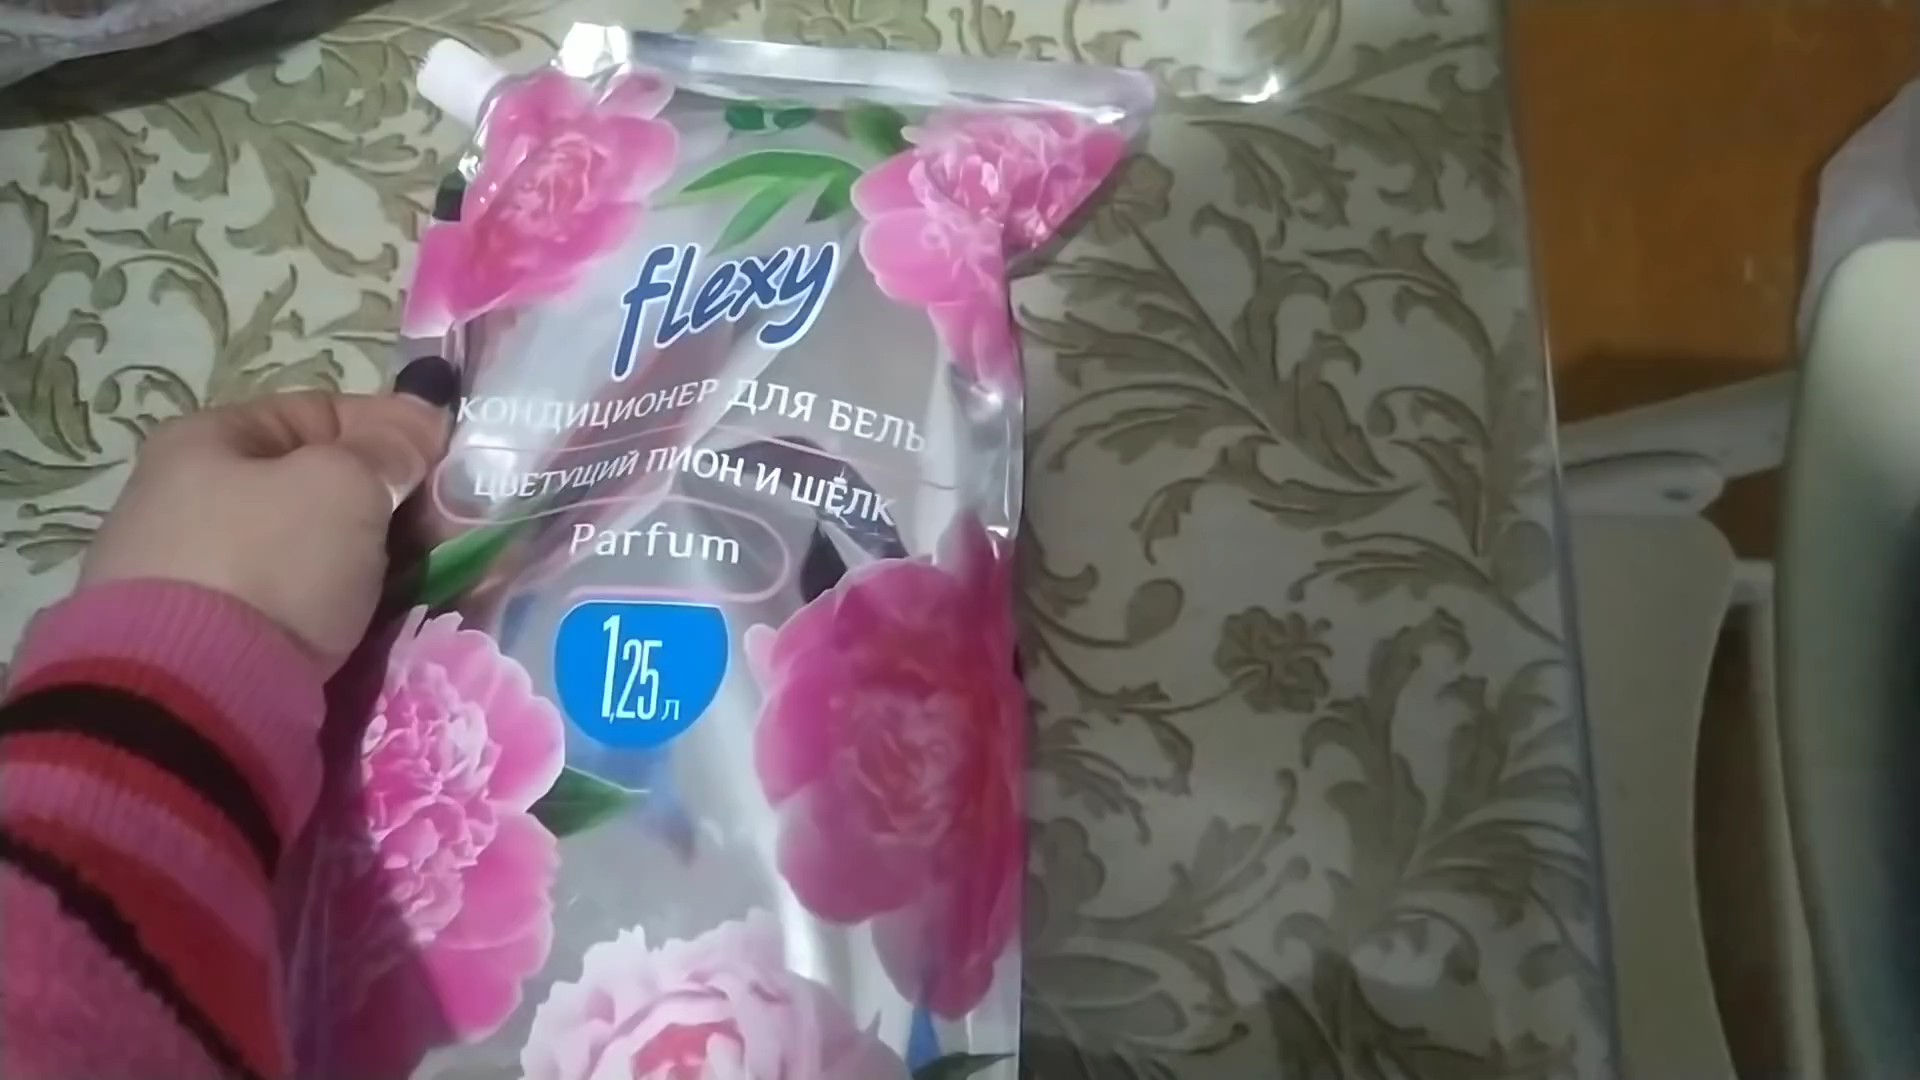 flexy
КОНДИЦИОНЕР ДЛЯ БЕЛЬ
ЦВЕТУЩИЙ ПИОН И ШЁЛК
Parfum
1,25 л